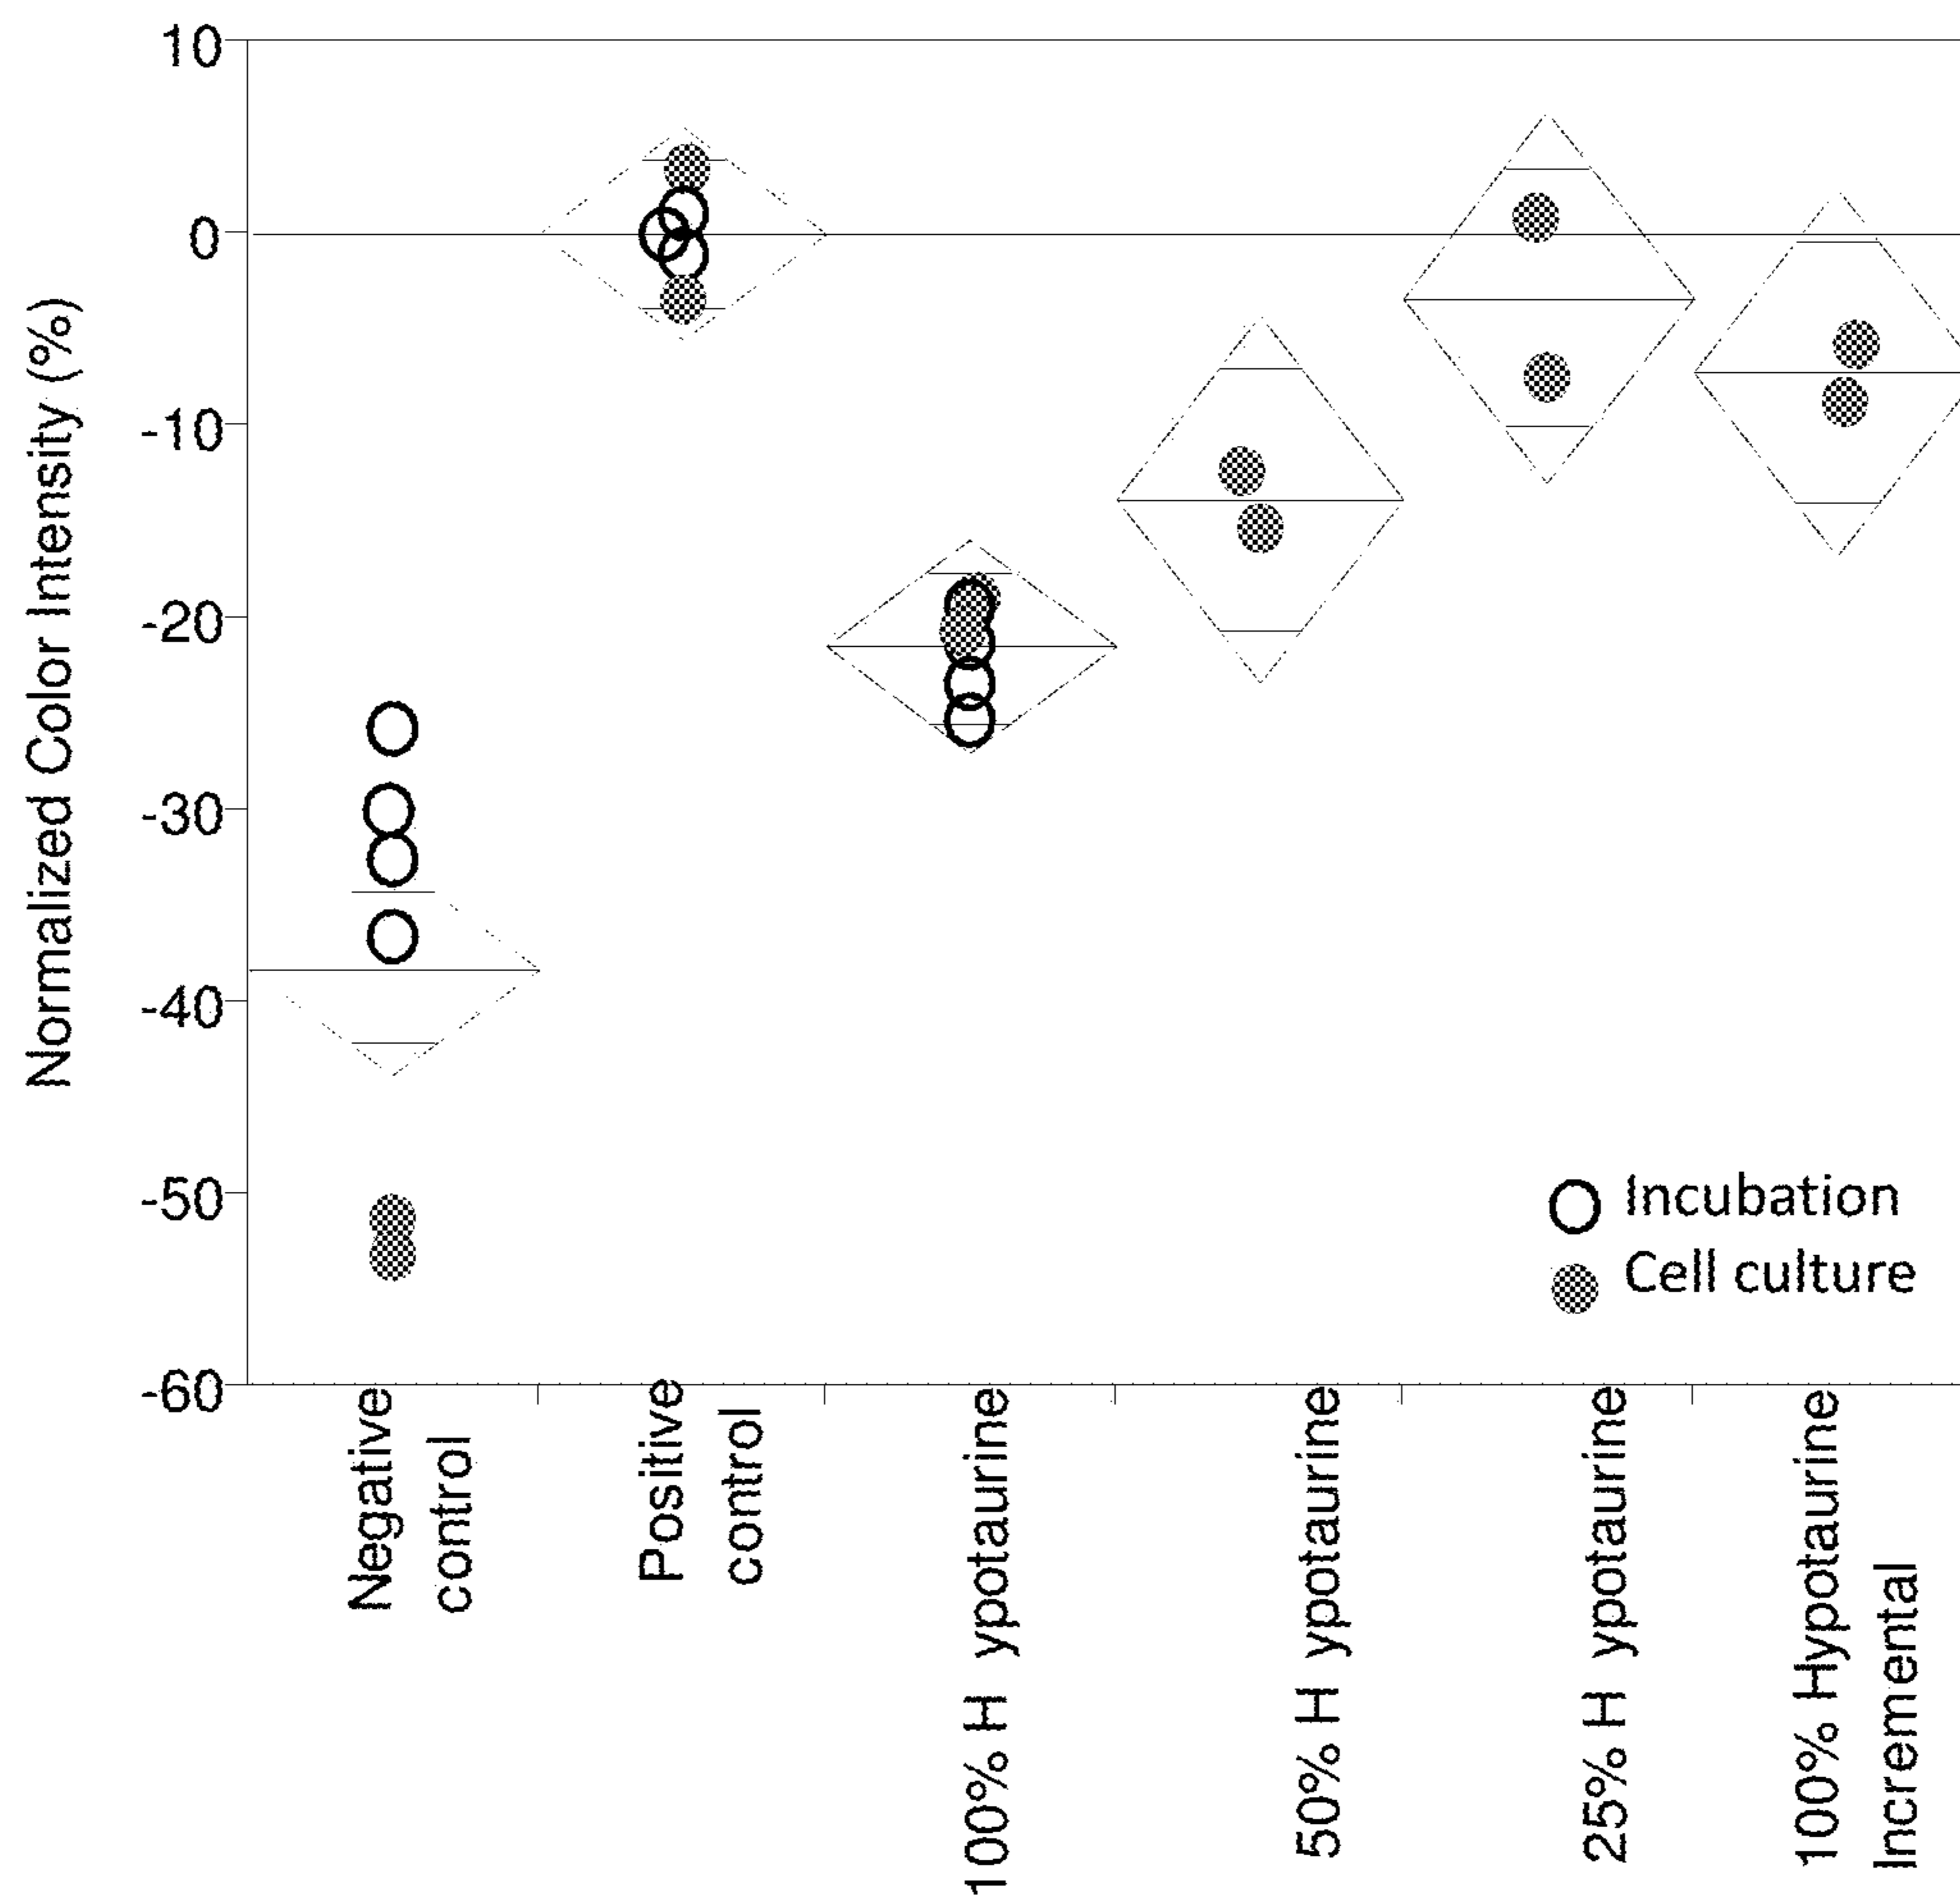 Normalized Color Intensity (%)
10
0
-10
-20
-30
-40
-50
-60
Incubation
Cell culture
Negative
control
Positive
control
100% H ypotaurine
50% H ypotaurine
25% H ypotaurine
100% Hypotaurine
Incremental